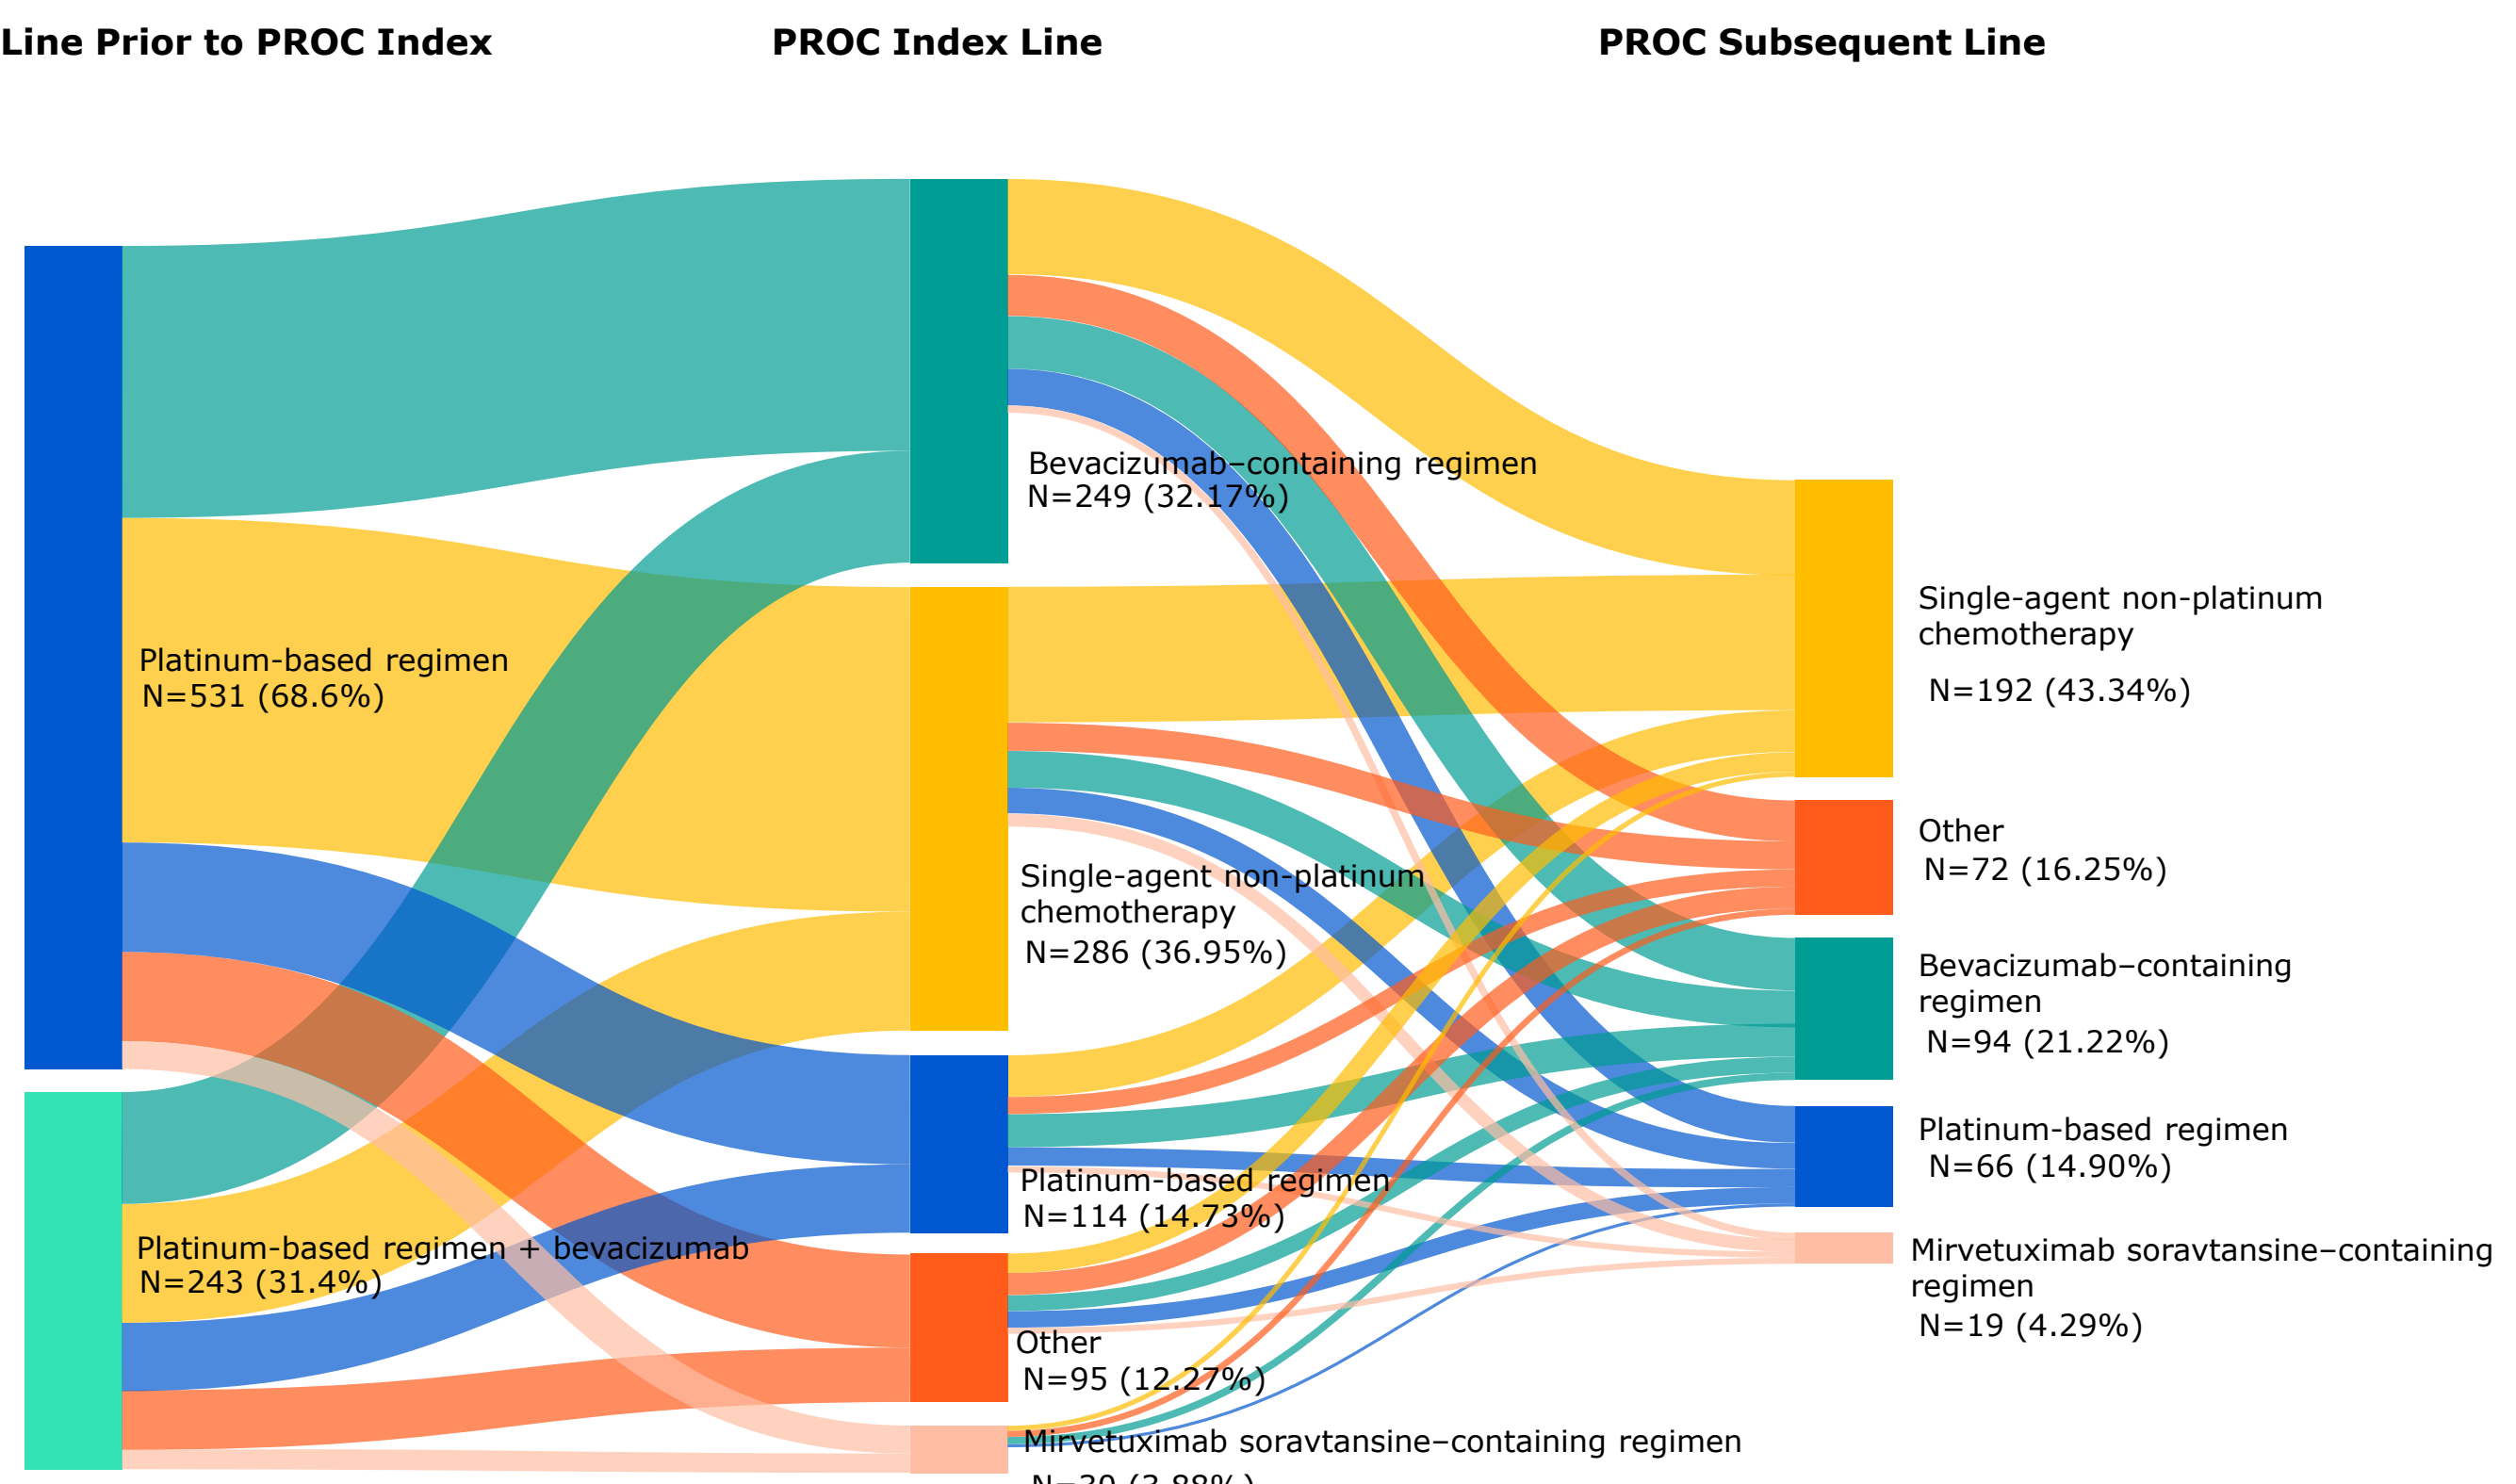 Line Prior to PROC Index
PROC Index Line
PROC Subsequent Line
Platinum-based regimen
N=531 (68.6%)
Platinum-based regimen + bevacizumab
N=243 (31.4%)
Bevacizumab–containing regimen
N=249 (32.17%)
Single-agent non-platinum
chemotherapy
N=286 (36.95%)
Platinum-based regimen
N=114 (14.73%)
Other
N=95 (12.27%)
Mirvetuximab soravtansine–containing regimen
N=30 (3.88%)
Single-agent non-platinum
chemotherapy
N=192 (43.34%)
Other
N=72 (16.25%)
Bevacizumab–containing
regimen
N=94 (21.22%)
Platinum-based regimen
N=66 (14.90%)
Mirvetuximab soravtansine–containing
regimen
N=19 (4.29%)